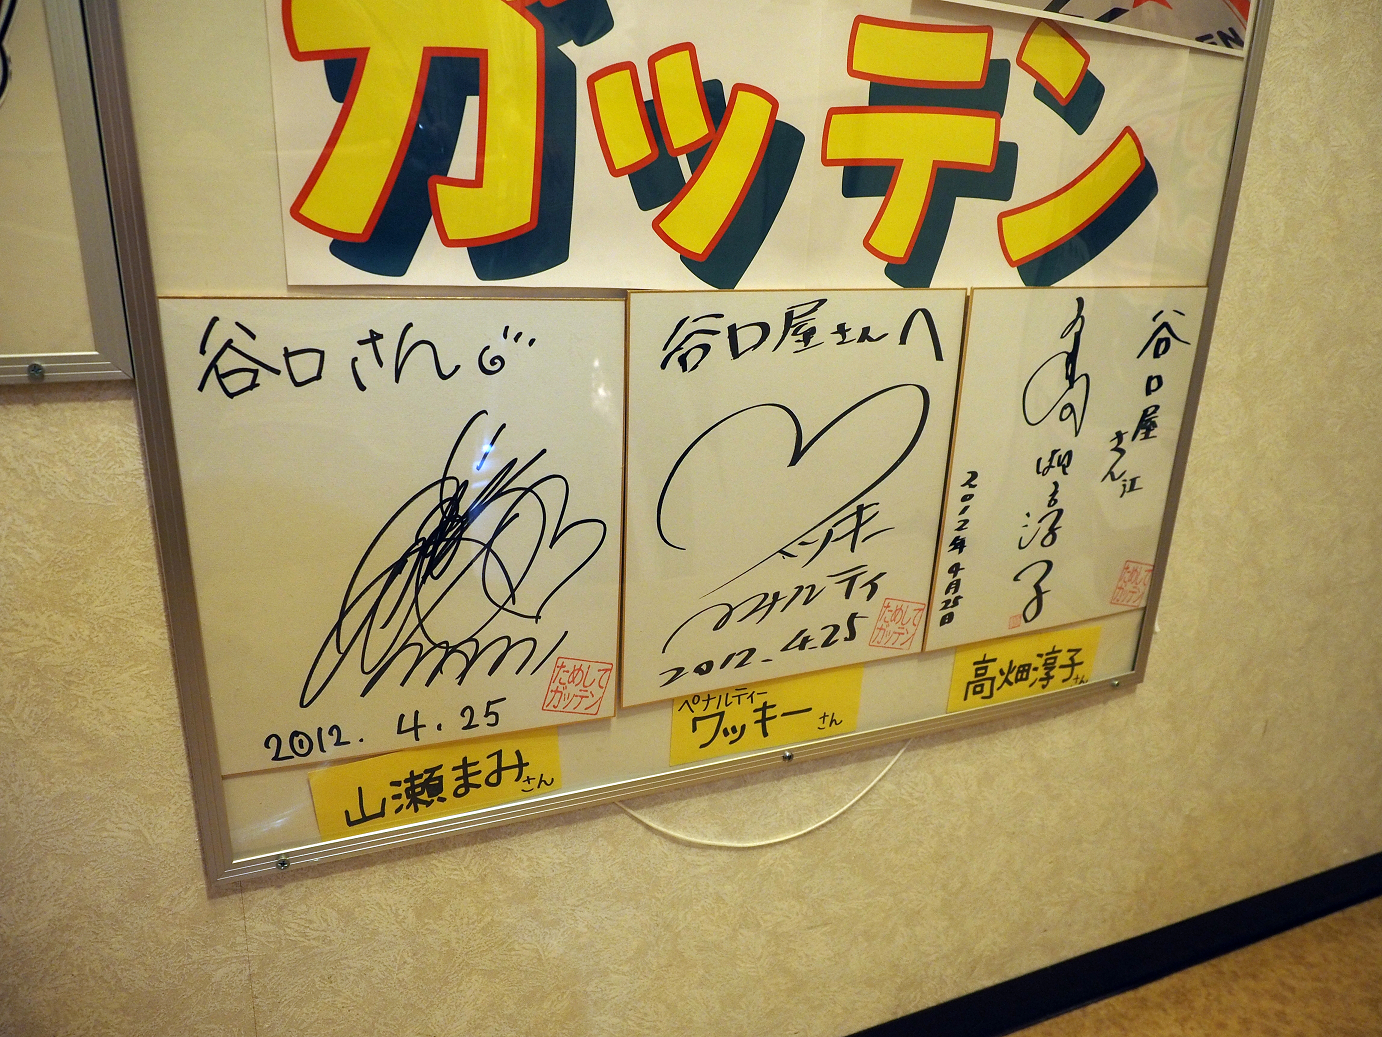 ガッテン
谷口さん
2012. 4. 25
ためして
ガッテン
山瀬まみさん
谷口屋さんへ
ワッキー
ペナルティ
2012. 4. 25
ためして
ガッテン
ペナルティー
ワッキーさん
谷口屋
さん江
高畑淳子
2012年4月25日
ためして
ガッテン
高畑淳子さん